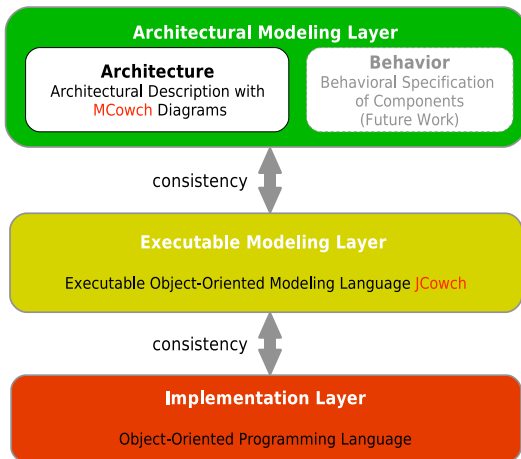 Architectural Modeling Layer
Architecture
Architectural Description with
MCowch Diagrams
Behavior
Behavioral Specification
of Components
(Future Work)
consistency
Executable Modeling Layer
Executable Object-Oriented Modeling Language JCowch
consistency
Implementation Layer
Object-Oriented Programming Language